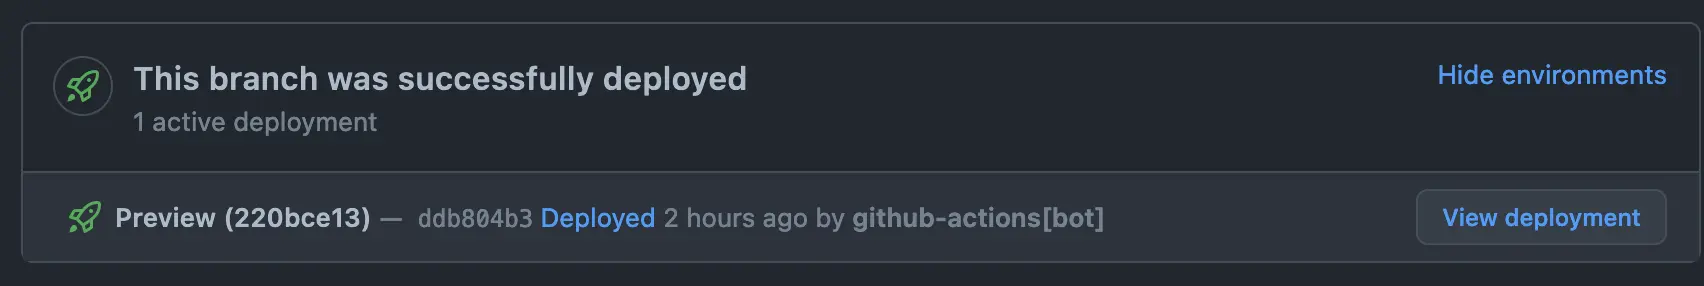 This branch was successfully deployed
Hide environments
1 active deployment
Preview (220bce13) — ddb804b3 Deployed 2 hours ago by github-actions[bot]
View deployment